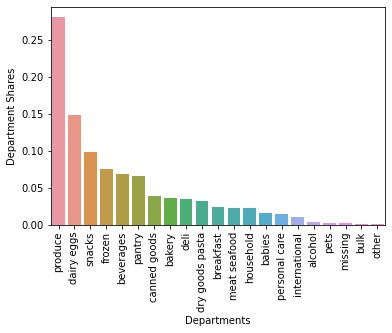 Department Shares
0.25
0.20
0.15
0.10
0.05
0.00
produce
dairy eggs
snacks
frozen
beverages
pantry
canned goods
bakery
deli
dry goods pasta
breakfast
meat seafood
household
babies
personal care
international
alcohol
pets
missing
bulk
other
Departments